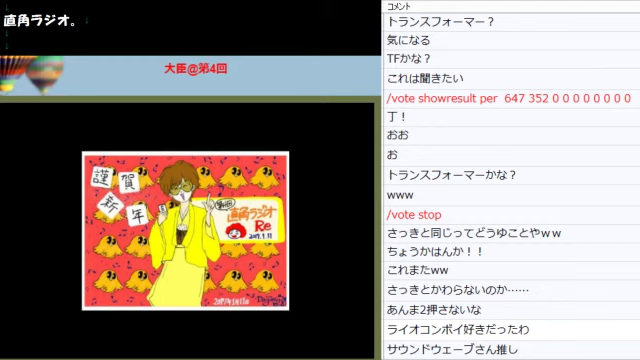 直角ラジオ。
大臣@第4回
謹
賀
新
年
直角ラジオ
Re
コメント
トランスフォーマー？
気になる
TFかな？
これは聞きたい
/vote showresult per 647 352 0 0 0 0 0 0 0 0
丁！
おお
お
トランスフォーマーかな？
www
/vote stop
さっきと同じってどうゆことやｗｗ
ちょうかはんか！！
これまたww
さっきとかわらないのか……
あんま2押さないな
ライオコンボイ好きだったわ
サウンドウェーブさん推し